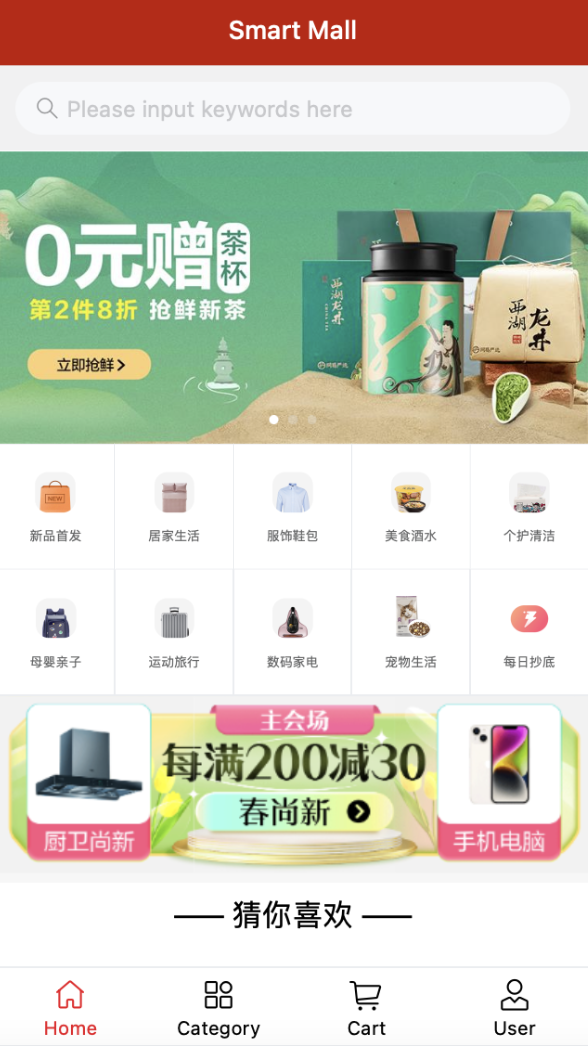 Smart Mall
Please input keywords here
0元赠茶杯
第2件8折 抢鲜新茶
立即抢鲜
西湖龙井
西湖龙井
NEW
新品首发
居家生活
服饰鞋包
美食酒水
个护清洁
母婴亲子
运动旅行
数码家电
宠物生活
每日抄底
主会场
每满200减30
春尚新
厨卫尚新
手机电脑
猜你喜欢
Home
Category
Cart
User